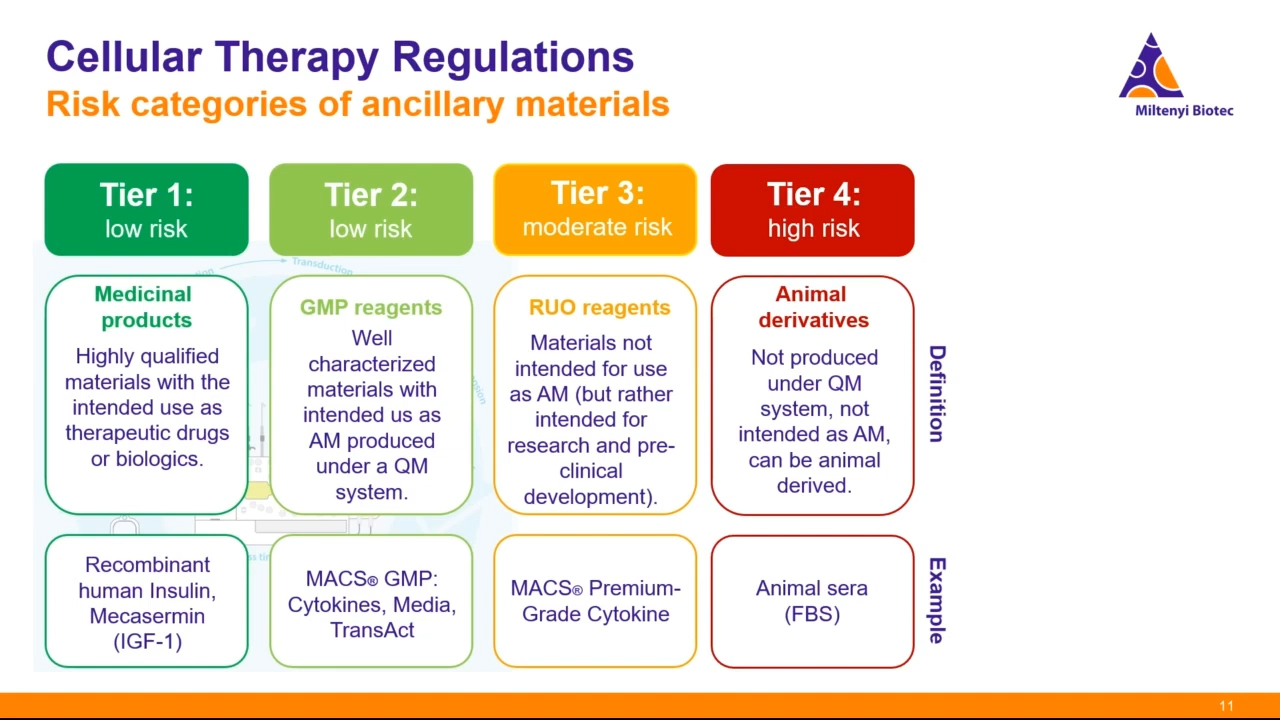 Cellular Therapy Regulations
Risk categories of ancillary materials
Miltenyi Biotec
Tier 1:
low risk
Tier 2:
low risk
Tier 3:
moderate risk
Tier 4:
high risk
Transduction
Medicinal
products
Highly qualified
materials with the
intended use as
therapeutic drugs
or biologics.
GMP reagents
Well
characterized
materials with
intended us as
AM produced
under a QM
system.
RUO reagents
Materials not
intended for use
as AM (but rather
intended for
research and pre-
clinical
development).
Animal
derivatives
Not produced
under QM
system, not
intended as AM,
can be animal
derived.
Definition
Recombinant
human Insulin,
Mecasermin
(IGF-1)
MACS® GMP:
Cytokines, Media,
TransAct
MACS® Premium-
Grade Cytokine
Animal sera
(FBS)
Example
11